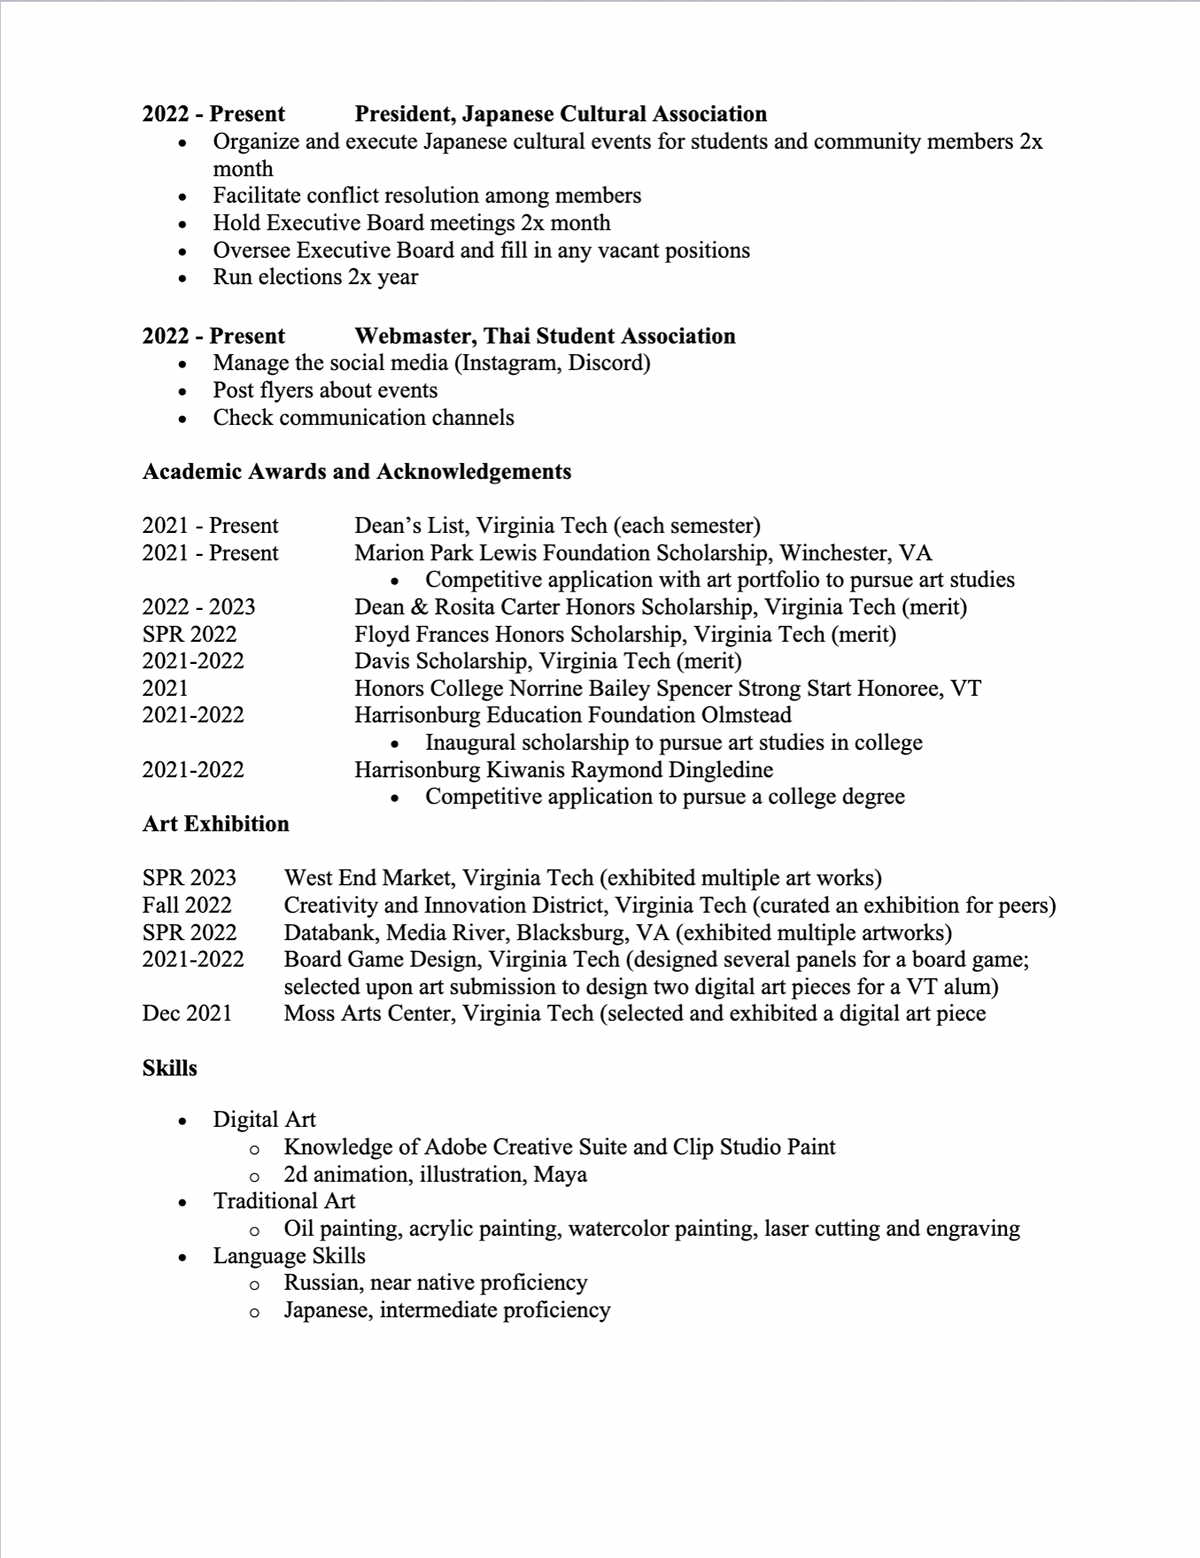 2022 - Present President, Japanese Cultural Association
• Organize and execute Japanese cultural events for students and community members 2x
month
• Facilitate conflict resolution among members
• Hold Executive Board meetings 2x month
• Oversee Executive Board and fill in any vacant positions
• Run elections 2x year
2022 - Present Webmaster, Thai Student Association
• Manage the social media (Instagram, Discord)
• Post flyers about events
• Check communication channels
Academic Awards and Acknowledgements
2021 - Present Dean’s List, Virginia Tech (each semester)
2021 - Present Marion Park Lewis Foundation Scholarship, Winchester, VA
• Competitive application with art portfolio to pursue art studies
2022 - 2023 Dean & Rosita Carter Honors Scholarship, Virginia Tech (merit)
SPR 2022 Floyd Frances Honors Scholarship, Virginia Tech (merit)
2021-2022 Davis Scholarship, Virginia Tech (merit)
2021 Honors College Norrine Bailey Spencer Strong Start Honoree, VT
2021-2022 Harrisonburg Education Foundation Olmstead
• Inaugural scholarship to pursue art studies in college
2021-2022 Harrisonburg Kiwanis Raymond Dingledine
• Competitive application to pursue a college degree
Art Exhibition
SPR 2023 West End Market, Virginia Tech (exhibited multiple art works)
Fall 2022 Creativity and Innovation District, Virginia Tech (curated an exhibition for peers)
SPR 2022 Databank, Media River, Blacksburg, VA (exhibited multiple artworks)
2021-2022 Board Game Design, Virginia Tech (designed several panels for a board game;
selected upon art submission to design two digital art pieces for a VT alum)
Dec 2021 Moss Arts Center, Virginia Tech (selected and exhibited a digital art piece
Skills
• Digital Art
o Knowledge of Adobe Creative Suite and Clip Studio Paint
o 2d animation, illustration, Maya
• Traditional Art
o Oil painting, acrylic painting, watercolor painting, laser cutting and engraving
• Language Skills
o Russian, near native proficiency
o Japanese, intermediate proficiency